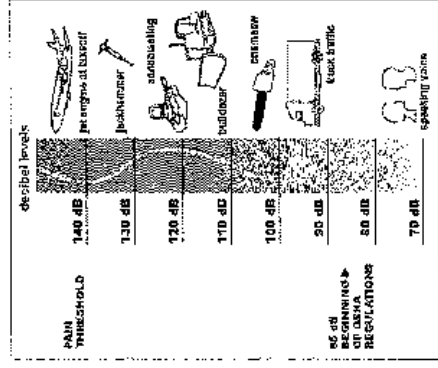 decibel levels
PAIN
THRESHOLD
140 dB
jet engine at takeoff
130 dB
jackhammer
120 dB
sandblasting
110 dB
bulldozer
100 dB
chainsaw
90 dB
truck traffic
85 dB
BEGINNING
OF OSHA
REGULATIONS
80 dB
70 dB
speaking voice